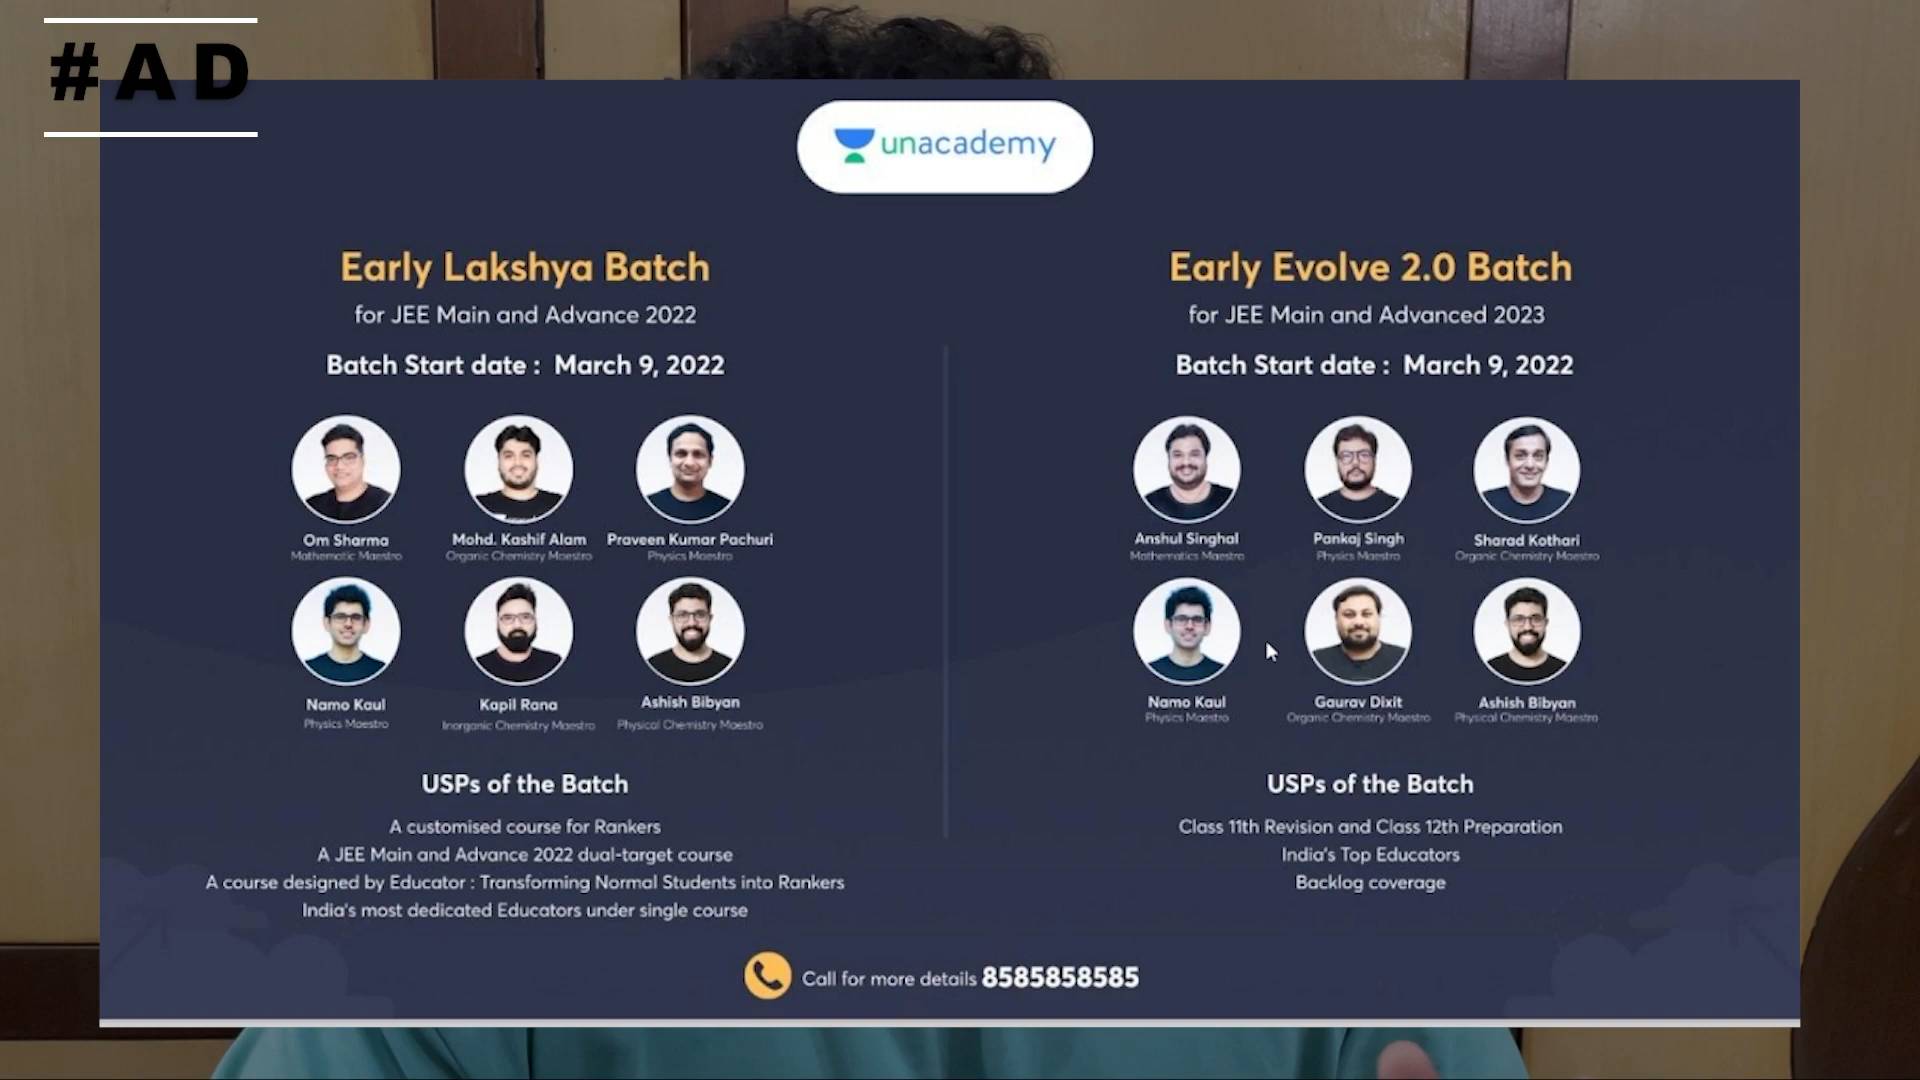 #AD
unacademy
Early Lakshya Batch
for JEE Main and Advance 2022
Batch Start date : March 9, 2022
Om Sharma
Mathematic Maestro
Mohd. Kashif Alam
Organic Chemistry Maestro
Praveen Kumar Pachuri
Physics Maestro
Namo Kaul
Physics Maestro
Kapil Rana
Inorganic Chemistry Maestro
Ashish Bibyan
Physical Chemistry Maestro
USPs of the Batch
A customised course for Rankers
A JEE Main and Advance 2022 dual-target course
A course designed by Educator : Transforming Normal Students into Rankers
India's most dedicated Educators under single course
Early Evolve 2.0 Batch
for JEE Main and Advanced 2023
Batch Start date : March 9, 2022
Anshul Singhal
Mathematics Maestro
Pankaj Singh
Physics Maestro
Sharad Kothari
Organic Chemistry Maestro
Namo Kaul
Physics Maestro
Gaurav Dixit
Organic Chemistry Maestro
Ashish Bibyan
Physical Chemistry Maestro
USPs of the Batch
Class 11th Revision and Class 12th Preparation
India's Top Educators
Backlog coverage
Call for more details 8585858585